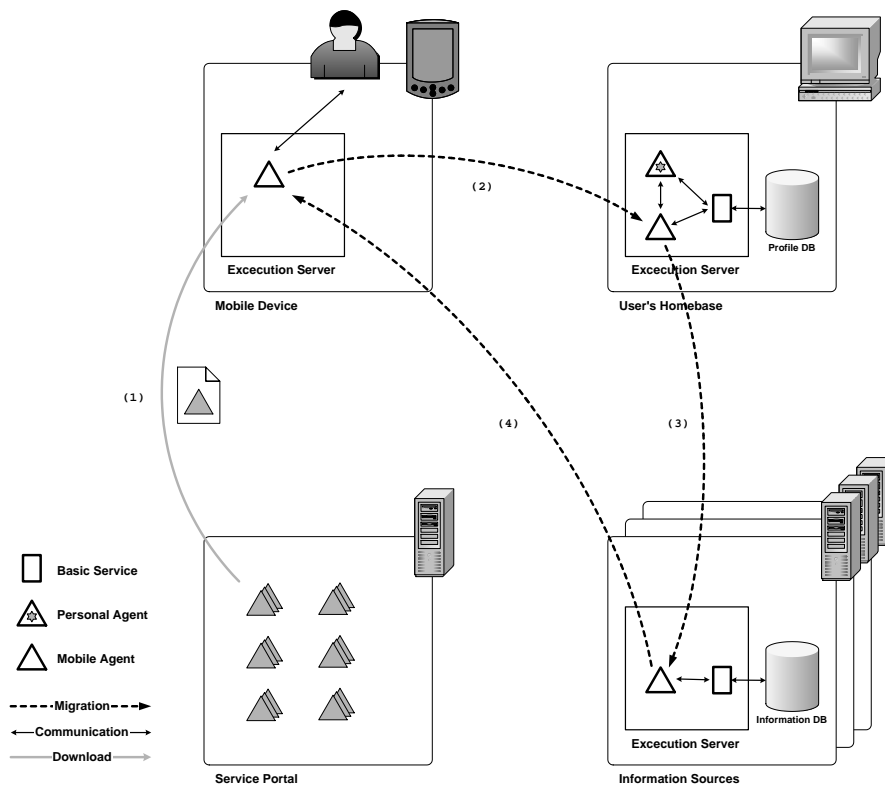 (2)
Profile DB
Excecution Server
Excecution Server
Mobile Device
User's Homebase
(1)
(4)
(3)
Basic Service
Personal Agent
Mobile Agent
Migration
Information DB
Communication
Excecution Server
Download
Service Portal
Information Sources